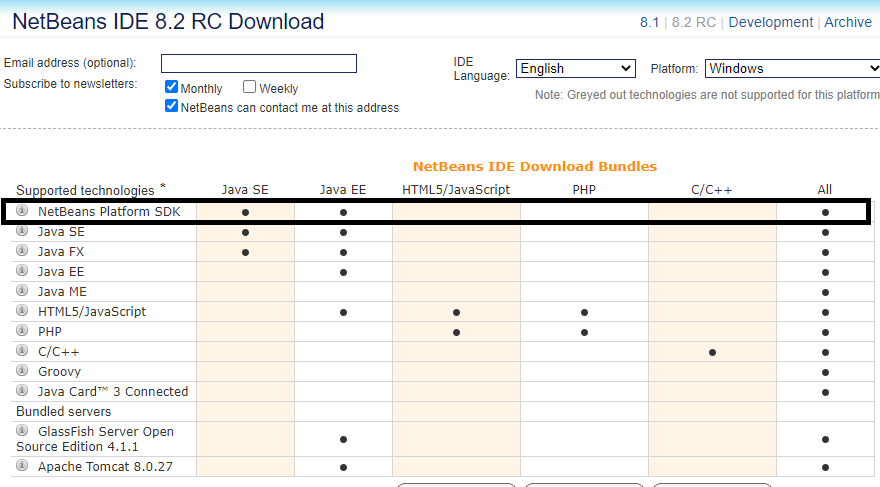 NetBeans IDE 8.2 RC Download
8.1 | 8.2 RC | Development | Archive
Email address (optional):
IDE Language: English
Platform: Windows
Subscribe to newsletters:
Monthly Weekly
NetBeans can contact me at this address
Note: Greyed out technologies are not supported for this platform
NetBeans IDE Download Bundles
Supported technologies * Java SE Java EE HTML5/JavaScript PHP C/C++ All
NetBeans Platform SDK ● ● ●
Java SE ● ● ●
Java FX ● ● ●
Java EE ● ●
Java ME ●
HTML5/JavaScript ● ● ● ●
PHP ● ● ●
C/C++ ● ●
Groovy ●
Java Card™ 3 Connected ●
Bundled servers
GlassFish Server Open
Source Edition 4.1.1 ● ●
Apache Tomcat 8.0.27 ● ●